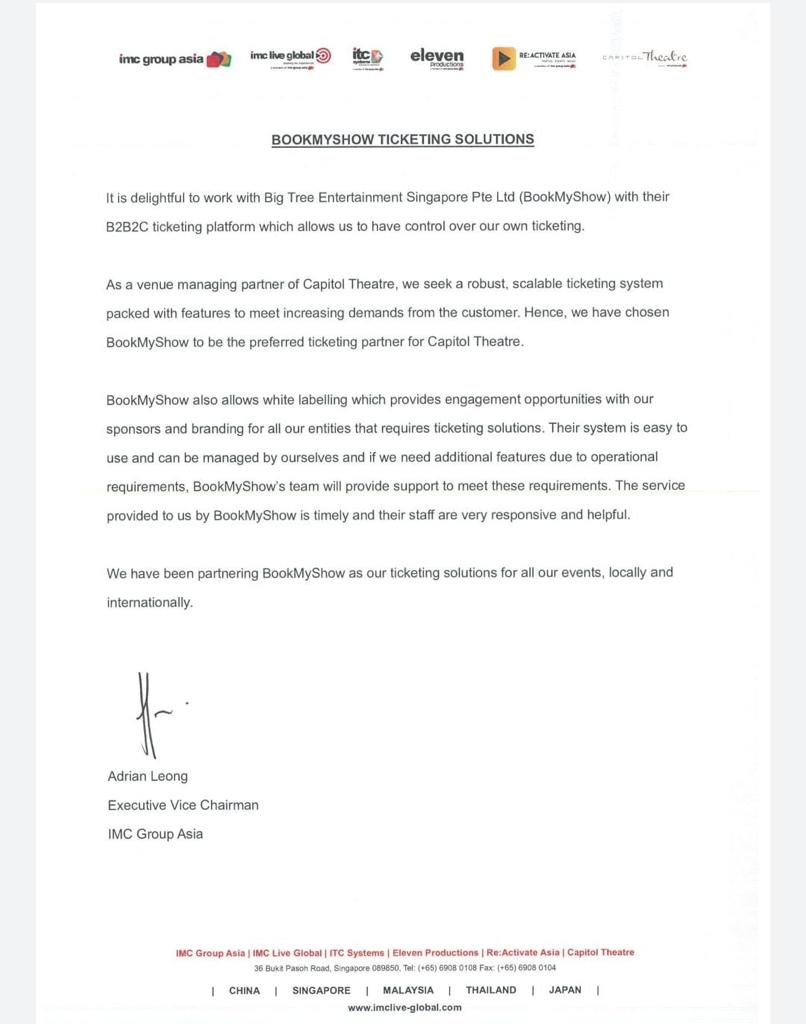 imc group asia
imc live global
itc
systems
eleven
productions
RE:ACTIVATE ASIA
CAPITOL Theatre
BOOKMYSHOW TICKETING SOLUTIONS
It is delightful to work with Big Tree Entertainment Singapore Pte Ltd (BookMyShow) with their
B2B2C ticketing platform which allows us to have control over our own ticketing.
As a venue managing partner of Capitol Theatre, we seek a robust, scalable ticketing system
packed with features to meet increasing demands from the customer. Hence, we have chosen
BookMyShow to be the preferred ticketing partner for Capitol Theatre.
BookMyShow also allows white labelling which provides engagement opportunities with our
sponsors and branding for all our entities that requires ticketing solutions. Their system is easy to
use and can be managed by ourselves and if we need additional features due to operational
requirements, BookMyShow's team will provide support to meet these requirements. The service
provided to us by BookMyShow is timely and their staff are very responsive and helpful.
We have been partnering BookMyShow as our ticketing solutions for all our events, locally and
internationally.
Adrian Leong
Executive Vice Chairman
IMC Group Asia
IMC Group Asia | IMC Live Global | ITC Systems | Eleven Productions | Re:Activate Asia | Capitol Theatre
36 Bukit Pasoh Road, Singapore 089850, Tel: (+65) 6908 0108 Fax: (+65) 6908 0104
| CHINA | SINGAPORE | MALAYSIA | THAILAND | JAPAN |
www.imclive-global.com